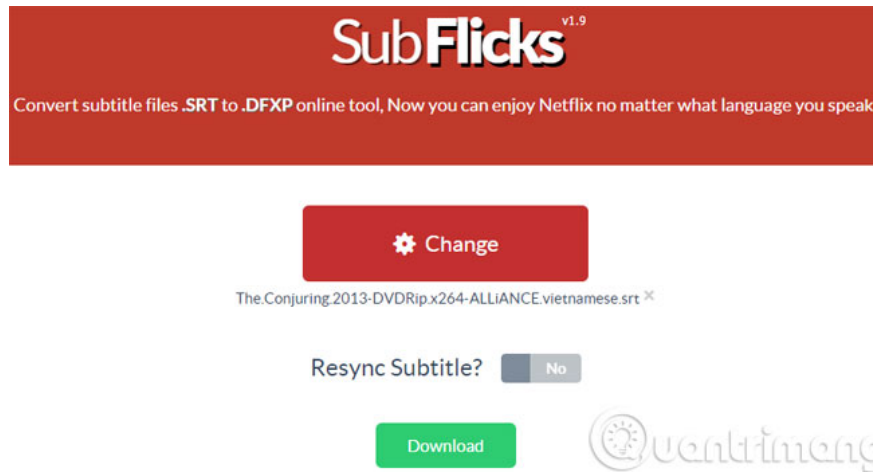 SubFlicks v1.9
Convert subtitle files .SRT to .DFXP online tool, Now you can enjoy Netflix no matter what language you speak
Change
The.Conjuring.2013-DVDRip.x264-ALLiANCE.vietnamese.srt ×
Resync Subtitle? No
Download
Quantrimang